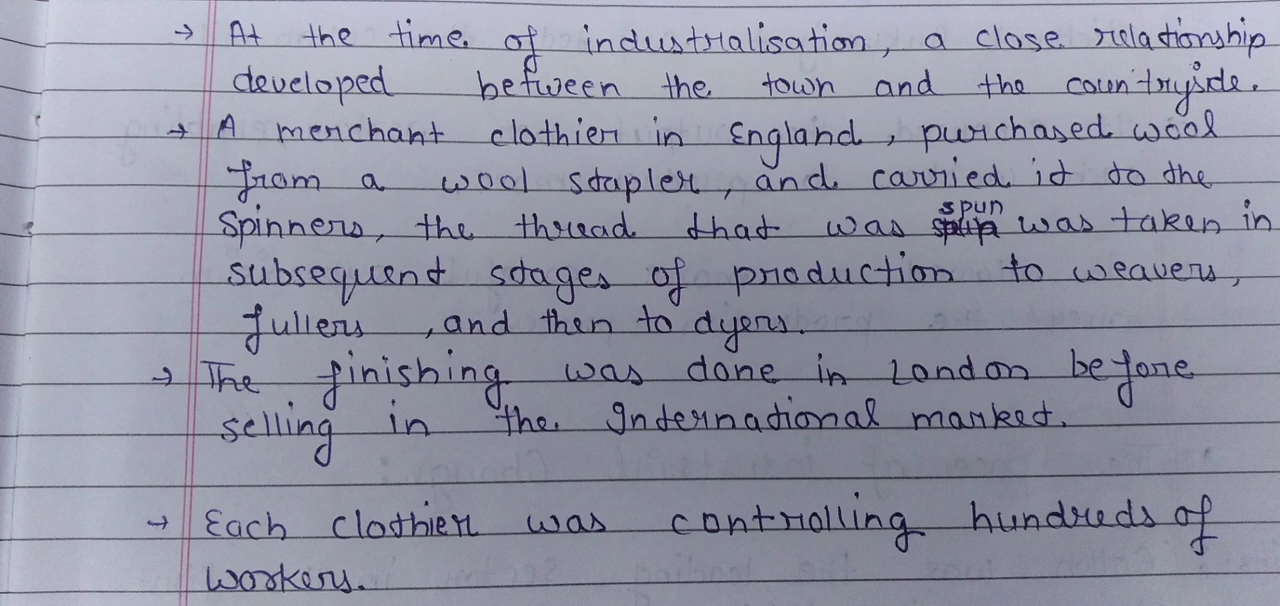 → At the time of industrialisation, a close relationship
developed between the town and the countryside.
→ A merchant clothier in England, purchased wool
from a wool stapler, and carried it to the
spinners, the thread that was spun was taken in
subsequent stages of production to weavers,
fullers, and then to dyers.
→ The finishing was done in London before
selling in the International market.
→ Each clothier was controlling hundreds of
workers.